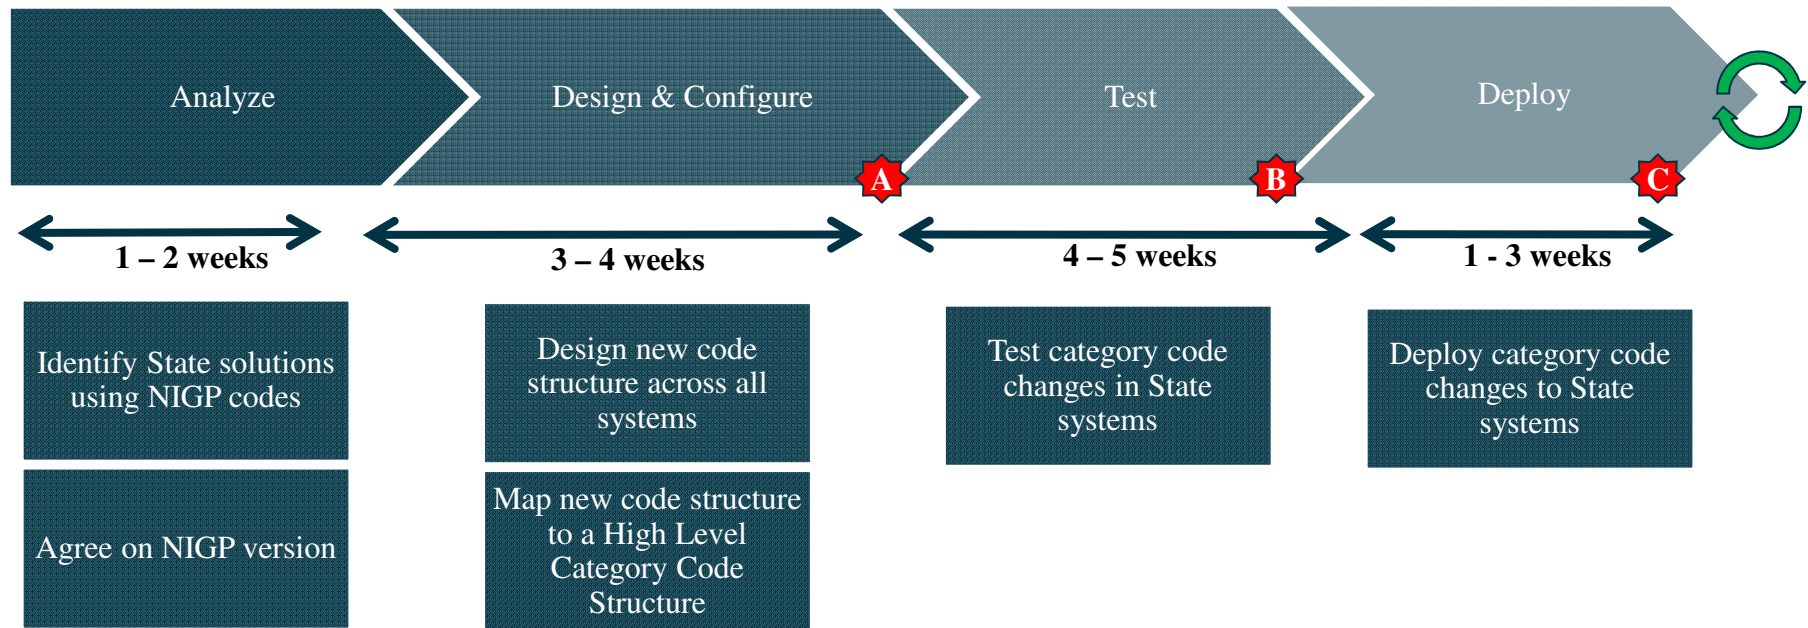 Analyze
Design & Configure
Test
Deploy
A
B
C
1 – 2 weeks
3 – 4 weeks
4 – 5 weeks
1 - 3 weeks
Identify State solutions
using NIGP codes
Agree on NIGP version
Design new code
structure across all
systems
Map new code structure
to a High Level
Category Code
Structure
Test category code
changes in State
systems
Deploy category code
changes to State
systems